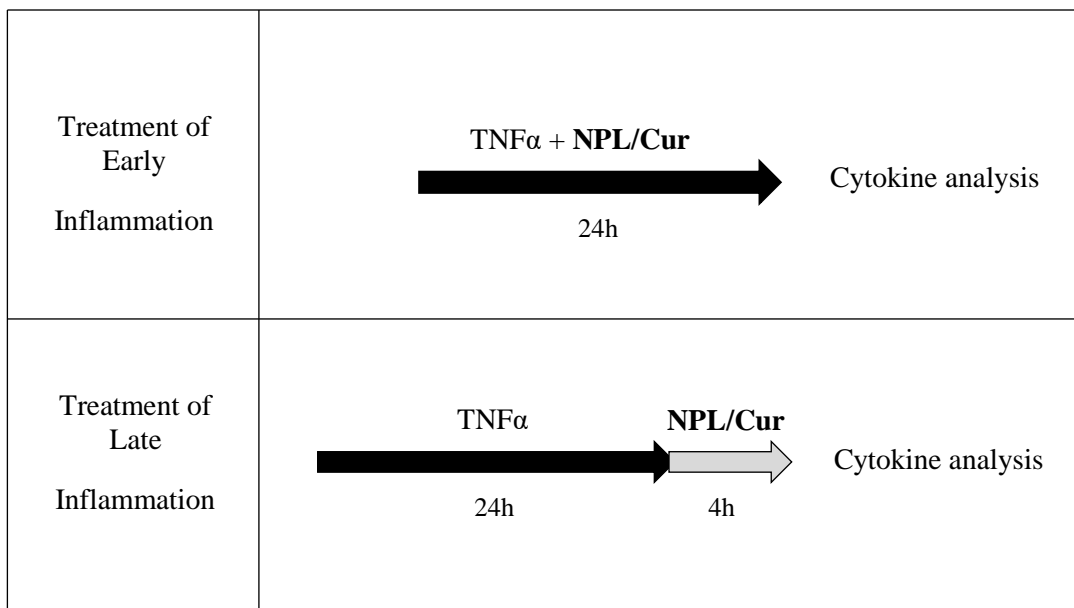 Treatment of
Early
Inflammation
TNFα + NPL/Cur
24h
Cytokine analysis
Treatment of
Late
Inflammation
TNFα
NPL/Cur
24h
4h
Cytokine analysis